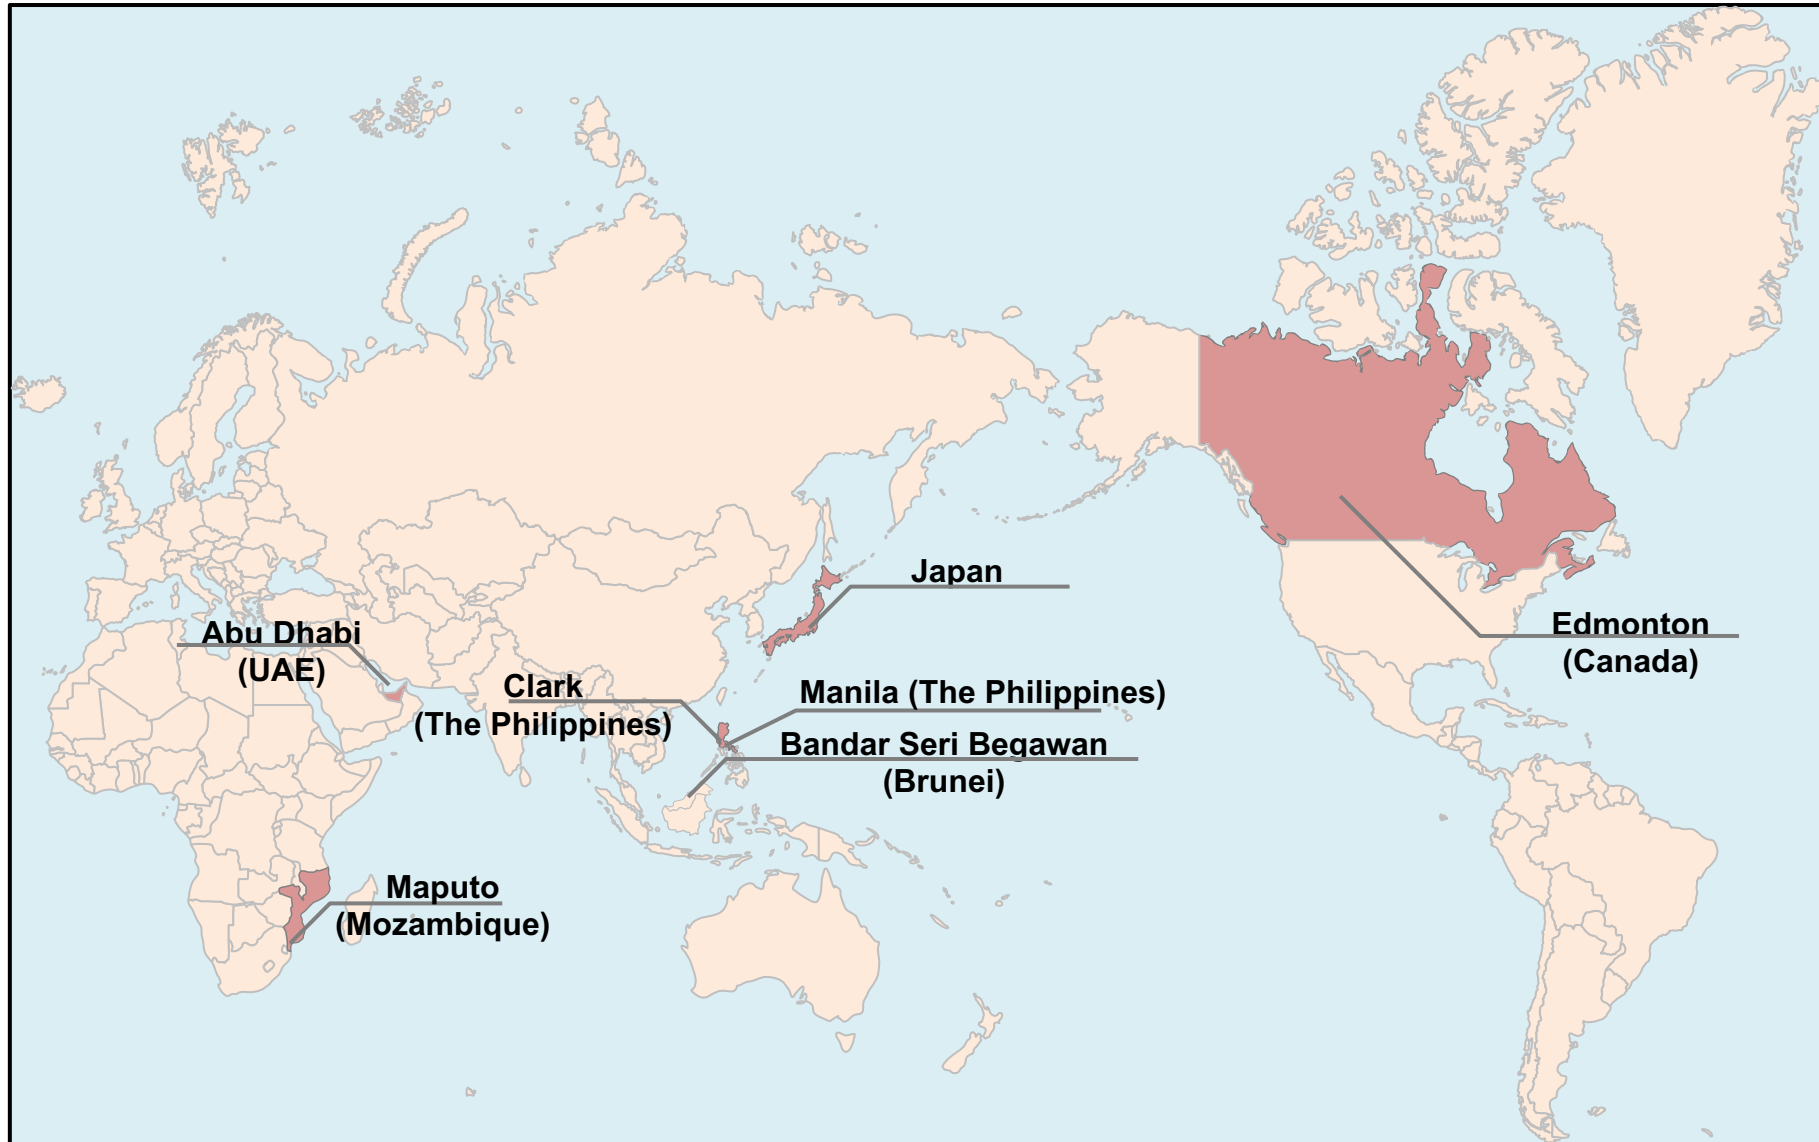 Japan
Edmonton
(Canada)
Abu Dhabi
(UAE)
Clark
(The Philippines)
Manila (The Philippines)
Bandar Seri Begawan
(Brunei)
Maputo
(Mozambique)